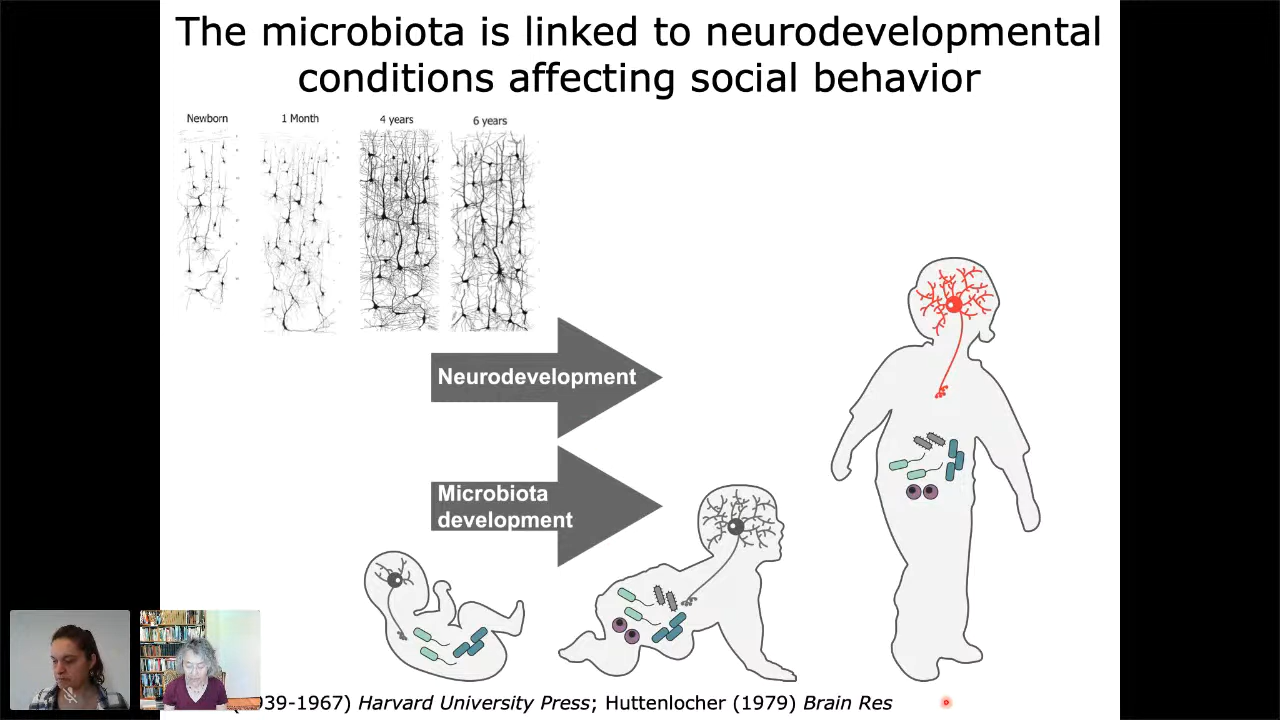 The microbiota is linked to neurodevelopmental
conditions affecting social behavior
Newborn
1 Month
4 years
6 years
Neurodevelopment
Microbiota
development
39-1967) Harvard University Press; Huttenlocher (1979) Brain Res